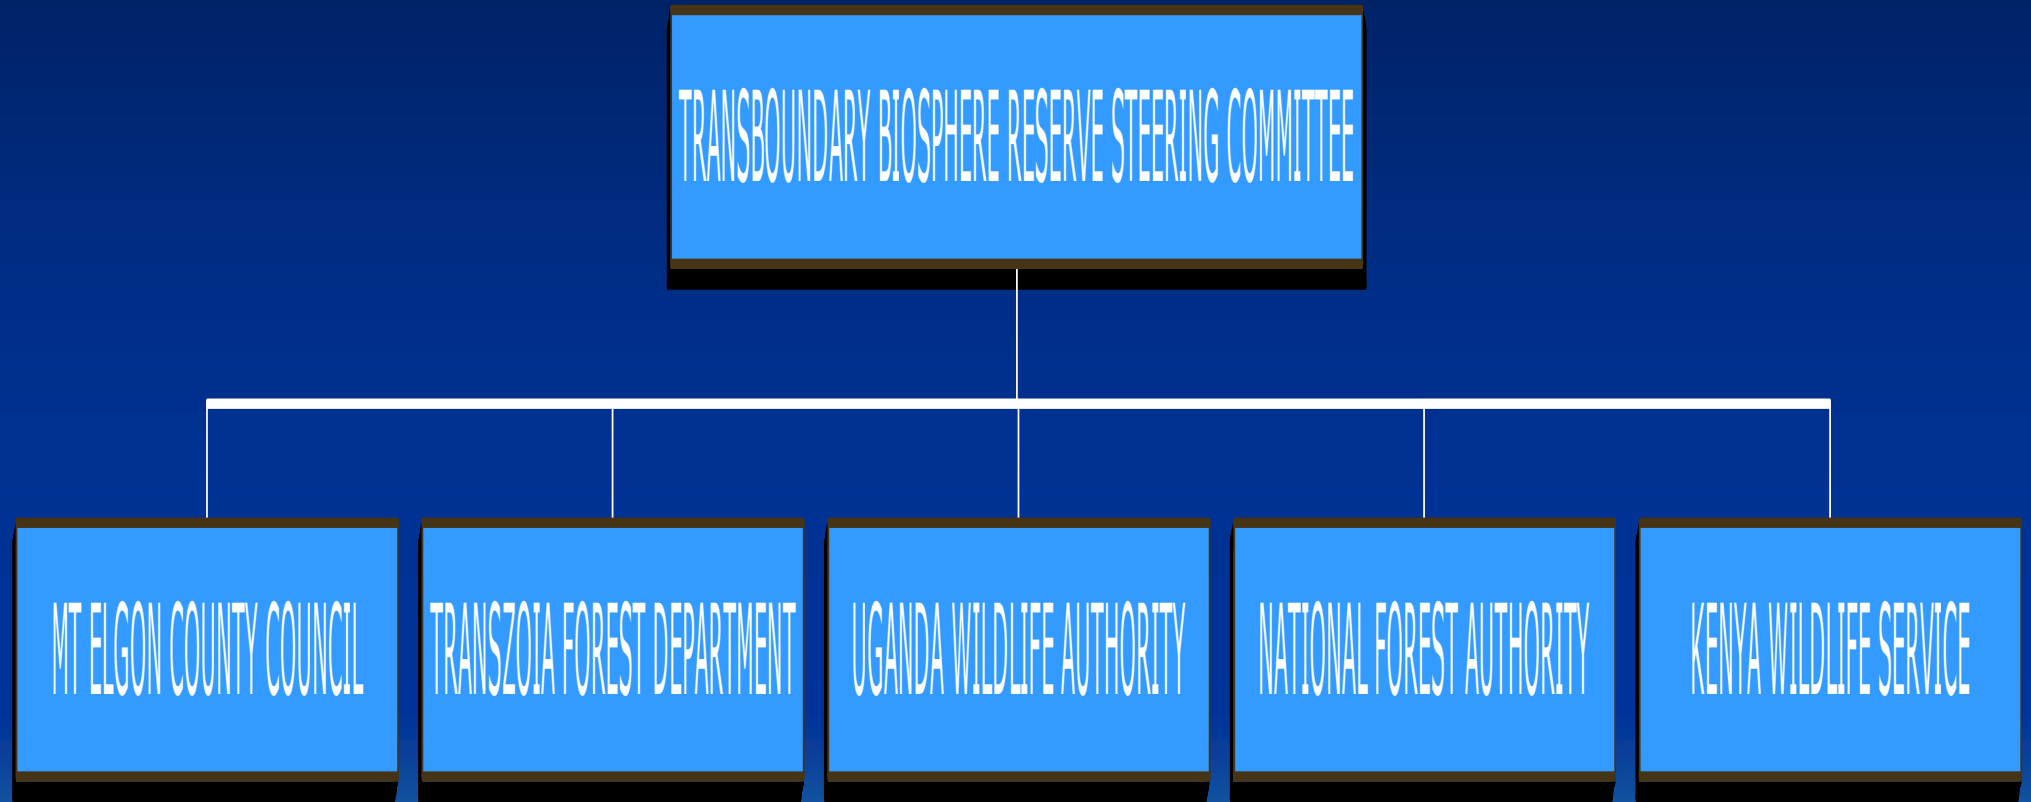 TRANSBOUNDARY BIOSPHERE RESERVE STEERING COMMITTEE
MT ELGON COUNTY COUNCIL
TRANSZOIA FOREST DEPARTMENT
UGANDA WILDLIFE AUTHORITY
NATIONAL FOREST AUTHORITY
KENYA WILDLIFE SERVICE